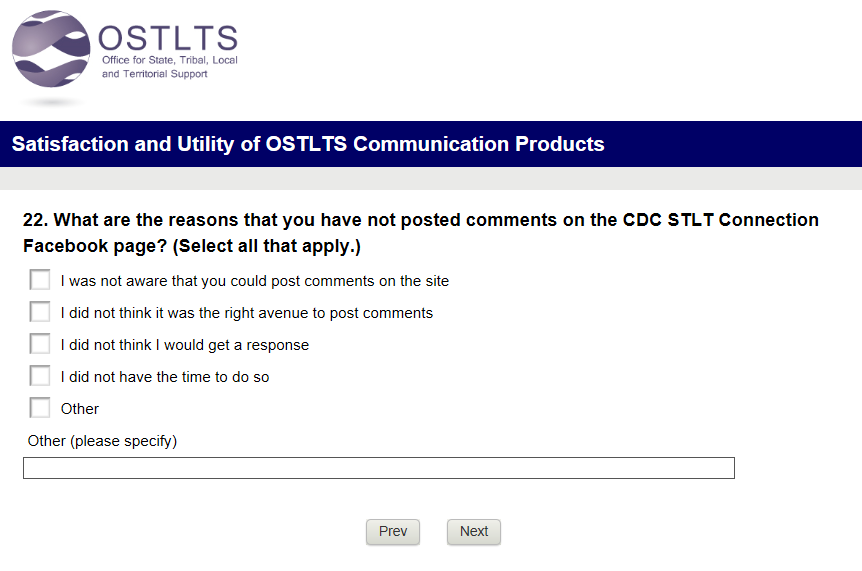 OSTLTS
Office for State, Tribal, Local
and Territorial Support
Satisfaction and Utility of OSTLTS Communication Products
22. What are the reasons that you have not posted comments on the CDC STLT Connection
Facebook page? (Select all that apply.)
I was not aware that you could post comments on the site
I did not think it was the right avenue to post comments
I did not think I would get a response
I did not have the time to do so
Other
Other (please specify)
Prev Next